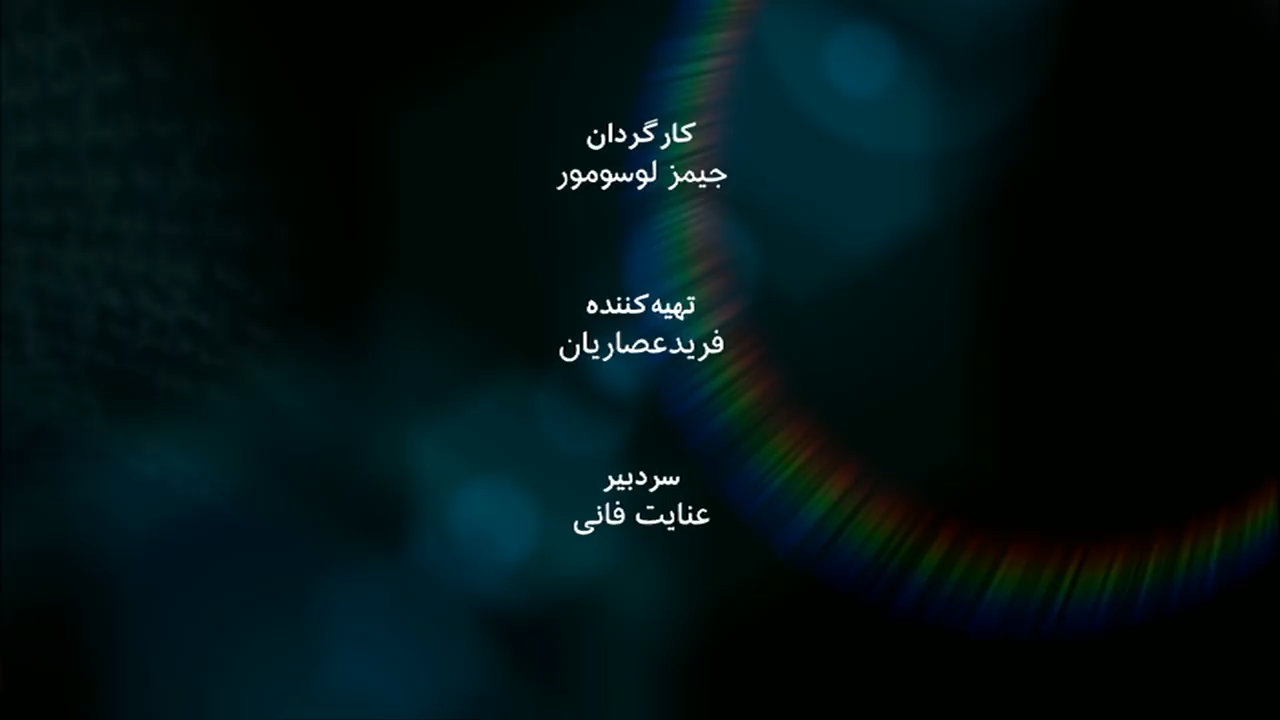 کارگردان
جیمز لوسومور
تهیه‌کننده
فریدعصاریان
سردبیر
عنایت فانی